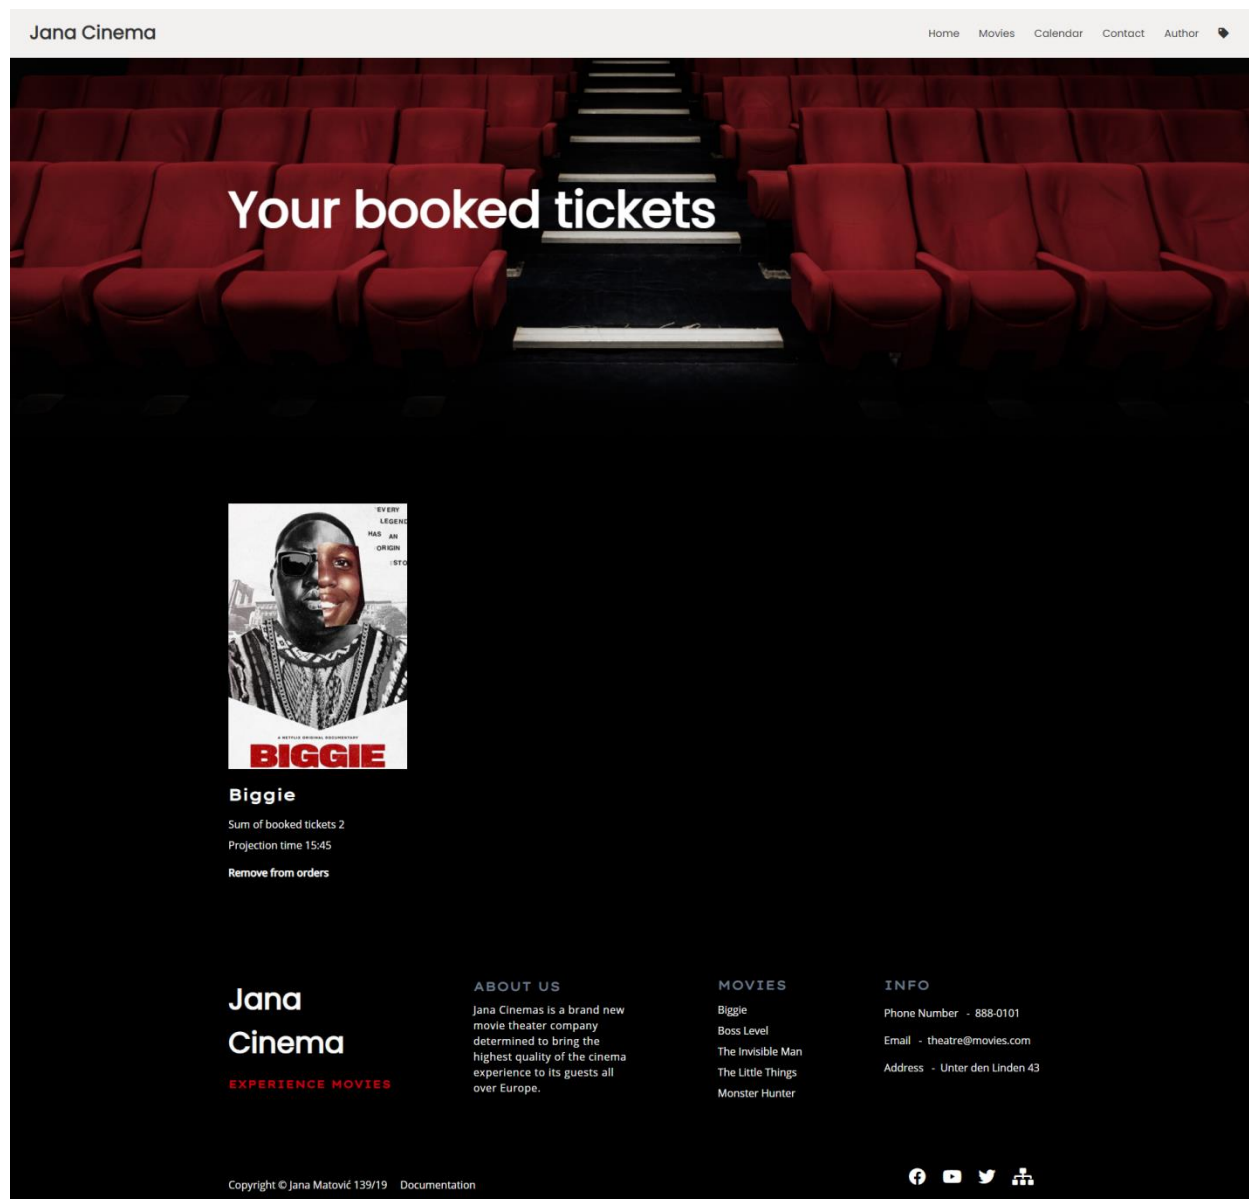 Jana Cinema
Home Movies Calendar Contact Author
Your booked tickets
EVERY
LEGEND
HAS AN
ORIGIN
STO
A NETFLIX ORIGINAL DOCUMENTARY
BIGGIE
Biggie
Sum of booked tickets 2
Projection time 15:45
Remove from orders
Jana
Cinema
EXPERIENCE MOVIES
ABOUT US
Jana Cinemas is a brand new
movie theater company
determined to bring the
highest quality of the cinema
experience to its guests all
over Europe.
MOVIES
Biggie
Boss Level
The Invisible Man
The Little Things
Monster Hunter
INFO
Phone Number - 888-0101
Email - theatre@movies.com
Address - Unter den Linden 43
Copyright © Jana Matović 139/19 Documentation